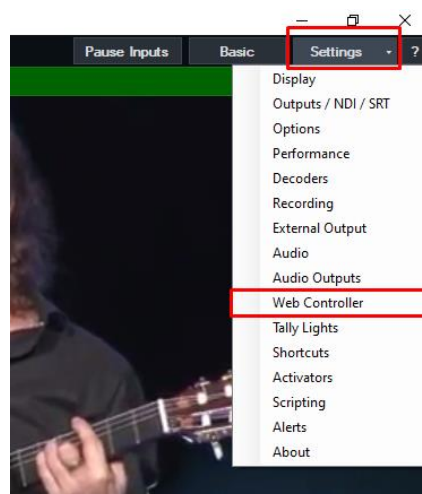 Pause Inputs Basic Settings ?
Display
Outputs / NDI / SRT
Options
Performance
Decoders
Recording
External Output
Audio
Audio Outputs
Web Controller
Tally Lights
Shortcuts
Activators
Scripting
Alerts
About